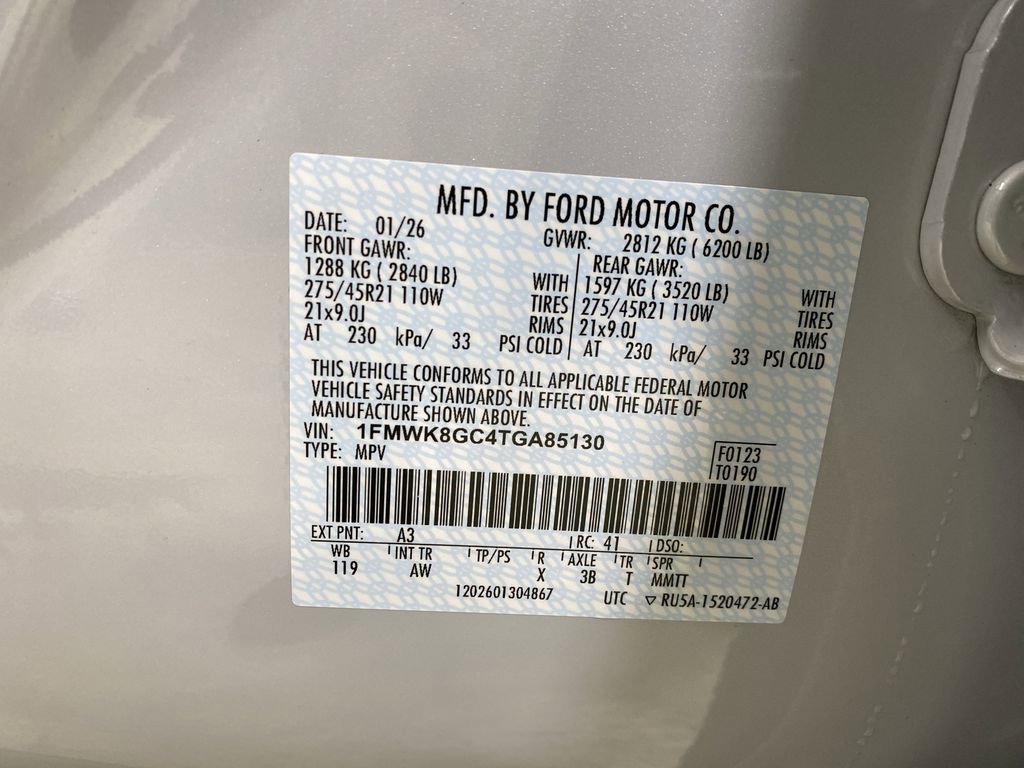 MFD. BY FORD MOTOR CO.
DATE: 01/26 GVWR: 2812 KG ( 6200 LB)
FRONT GAWR: REAR GAWR:
1288 KG ( 2840 LB) WITH 1597 KG ( 3520 LB) WITH
275/45R21 110W TIRES 275/45R21 110W TIRES
21x9.0J RIMS 21x9.0J RIMS
AT 230 kPa/ 33 PSI COLD AT 230 kPa/ 33 PSI COLD
THIS VEHICLE CONFORMS TO ALL APPLICABLE FEDERAL MOTOR
VEHICLE SAFETY STANDARDS IN EFFECT ON THE DATE OF
MANUFACTURE SHOWN ABOVE.
VIN: 1FMWK8GC4TGA85130
TYPE: MPV
F0123
T0190
EXT PNT: A3 RC: 41 DSO:
WB INT TR TP/PS R AXLE TR SPR
119 AW X 3B T MMTT
1202601304867 UTC ▽ RU5A-1520472-AB